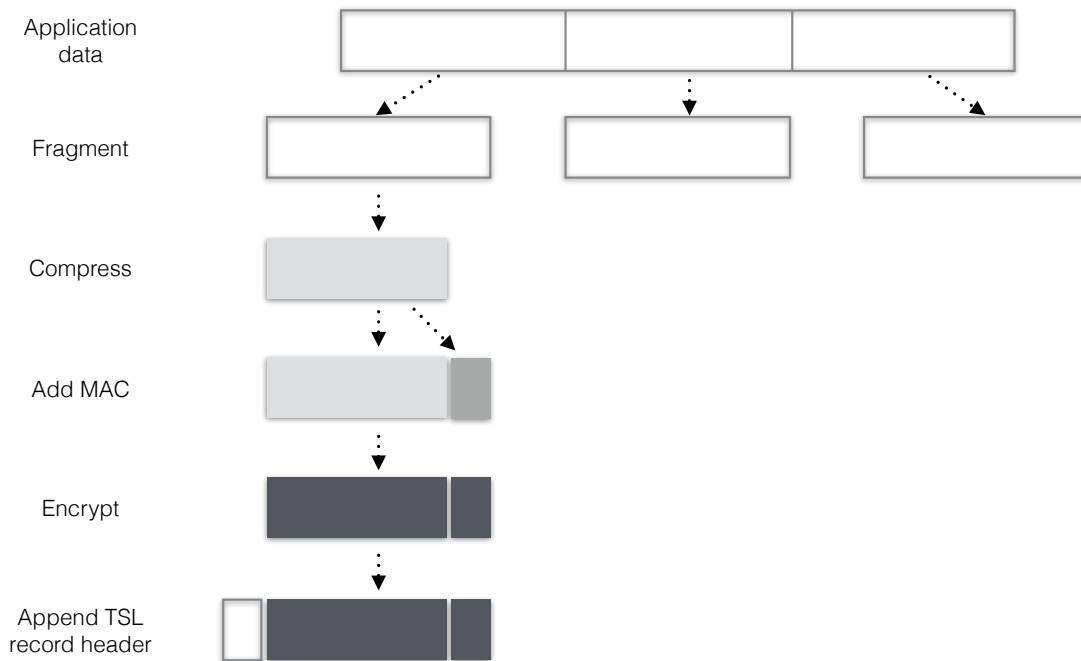 Application
data
Fragment
Compress
Add MAC
Encrypt
Append TSL
record header